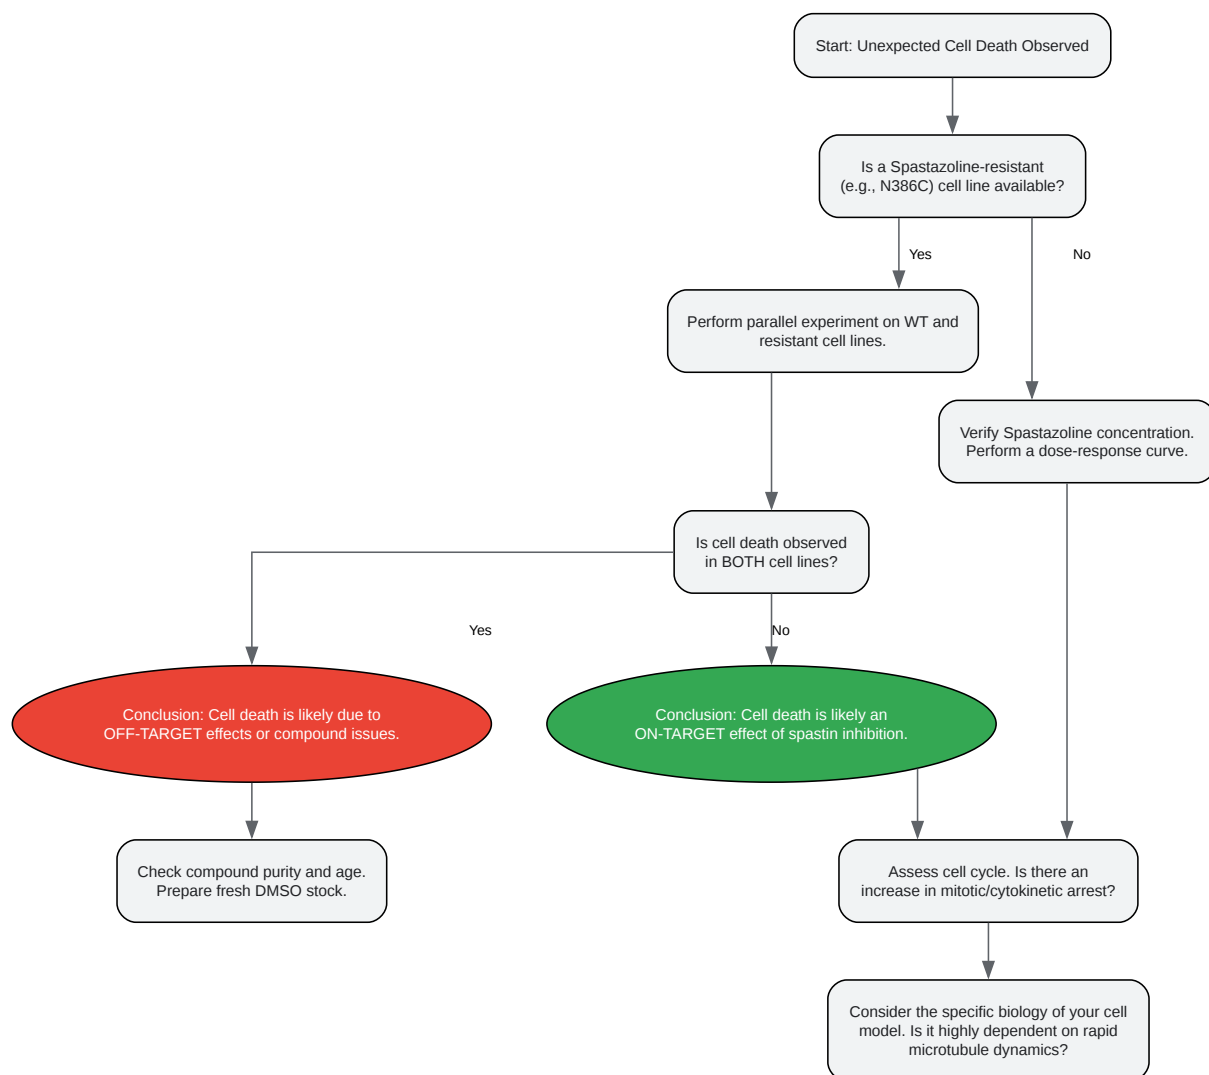 Start: Unexpected Cell Death Observed
Is a Spastazoline-resistant
(e.g., N386C) cell line available?
Yes
No
Perform parallel experiment on WT and
resistant cell lines.
Verify Spastazoline concentration.
Perform a dose-response curve.
Is cell death observed
in BOTH cell lines?
Yes
No
Conclusion: Cell death is likely due to
OFF-TARGET effects or compound issues.
Conclusion: Cell death is likely an
ON-TARGET effect of spastin inhibition.
Check compound purity and age.
Prepare fresh DMSO stock.
Assess cell cycle. Is there an
increase in mitotic/cytokinetic arrest?
Consider the specific biology of your cell
model. Is it highly dependent on rapid
microtubule dynamics?